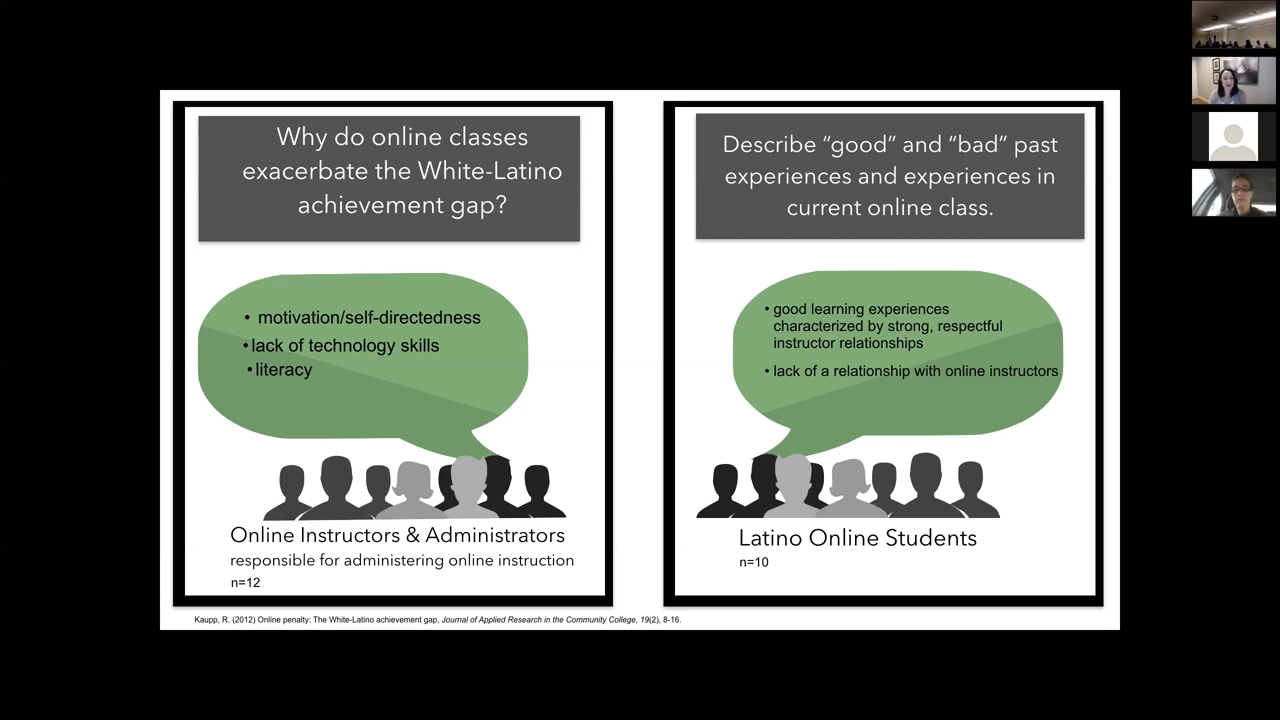 Why do online classes
exacerbate the White-Latino
achievement gap?
• motivation/self-directedness
• lack of technology skills
• literacy
Online Instructors & Administrators
responsible for administering online instruction
n=12
Describe “good” and “bad” past
experiences and experiences in
current online class.
• good learning experiences
characterized by strong, respectful
instructor relationships
• lack of a relationship with online instructors
Latino Online Students
n=10
Kaupp, R. (2012) Online penalty: The White-Latino achievement gap, Journal of Applied Research in the Community College, 19(2), 8-16.